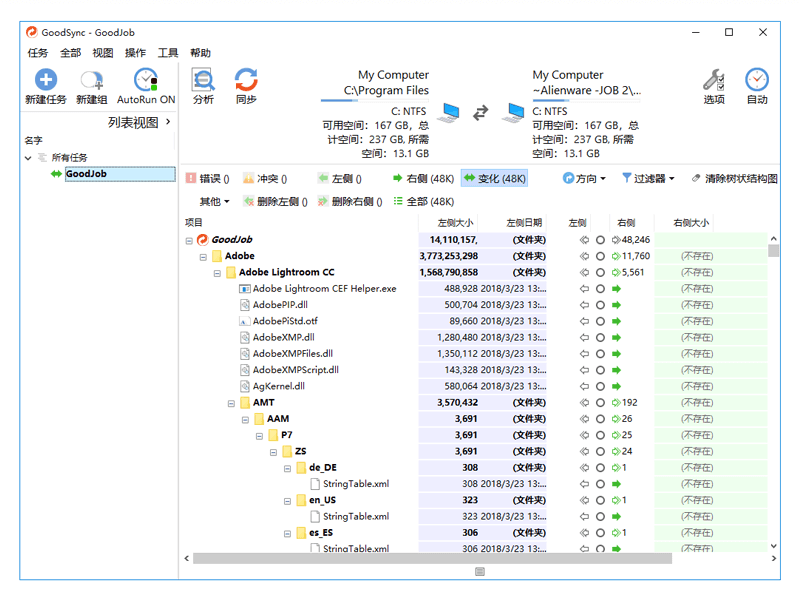 GoodSync - GoodJob
任务 全部 视图 操作 工具 帮助
新建任务 新建组 AutoRun ON 分析 同步
My Computer
C:\Program Files
C: NTFS
可用空间：167 GB，总
计空间：237 GB, 所需
空间：13.1 GB
My Computer
~Alienware -JOB 2\...
C: NTFS
可用空间：167 GB，总
计空间：237 GB, 所需
空间：13.1 GB
选项 自动
列表视图 >
名字
所有任务
GoodJob
错误 () 冲突 () 左侧 () 右侧 (48K) 变化 (48K) 方向 过滤器 清除树状结构图
其他 删除左侧 () 删除右侧 () 全部 (48K)
项目 左侧大小 左侧日期 左侧 右侧 右侧大小
GoodJob 14,110,157, (文件夹) 48,246
Adobe 3,773,253,298 (文件夹) 11,760 (不存在)
Adobe Lightroom CC 1,568,790,858 (文件夹) 5,561 (不存在)
Adobe Lightroom CEF Helper.exe 488,928 2018/3/23 13:... (不存在)
AdobePIP.dll 500,704 2018/3/23 13:... (不存在)
AdobePiStd.otf 89,660 2018/3/23 13:... (不存在)
AdobeXMP.dll 1,280,480 2018/3/23 13:... (不存在)
AdobeXMPFiles.dll 1,350,112 2018/3/23 13:... (不存在)
AdobeXMPScript.dll 143,328 2018/3/23 13:... (不存在)
AgKernel.dll 580,064 2018/3/23 13:... (不存在)
AMT 3,570,432 (文件夹) 192 (不存在)
AAM 3,691 (文件夹) 26 (不存在)
P7 3,691 (文件夹) 25 (不存在)
ZS 3,691 (文件夹) 24 (不存在)
de_DE 308 (文件夹) 1 (不存在)
StringTable.xml 308 2018/3/23 13:... (不存在)
en_US 323 (文件夹) 1 (不存在)
StringTable.xml 323 2018/3/23 13:... (不存在)
es_ES 306 (文件夹) 1 (不存在)
StringTable.xml 306 2018/3/23 13:... (不存在)